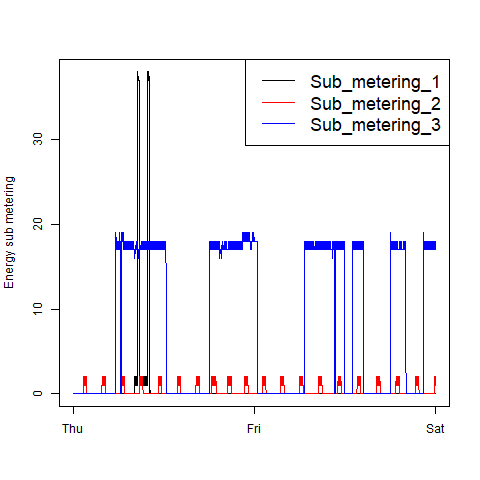 Sub_metering_1
Sub_metering_2
Sub_metering_3
30
20
10
0
Energy sub metering
Thu Fri Sat